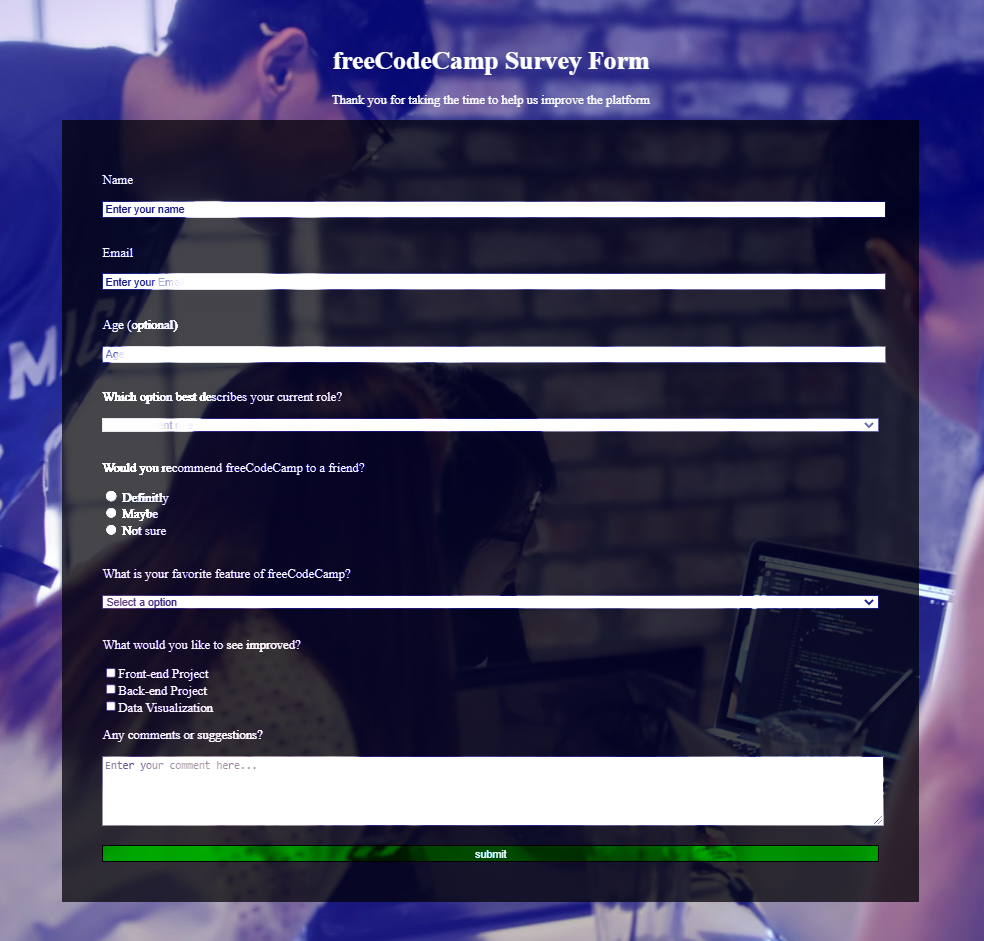 freeCodeCamp Survey Form
Thank you for taking the time to help us improve the platform
Name
Enter your name
Email
Enter your Email
Age (optional)
Age
Which option best describes your current role?
Would you recommend freeCodeCamp to a friend?
Definitly
Maybe
Not sure
What is your favorite feature of freeCodeCamp?
Select a option
What would you like to see improved?
Front-end Project
Back-end Project
Data Visualization
Any comments or suggestions?
Enter your comment here...
submit